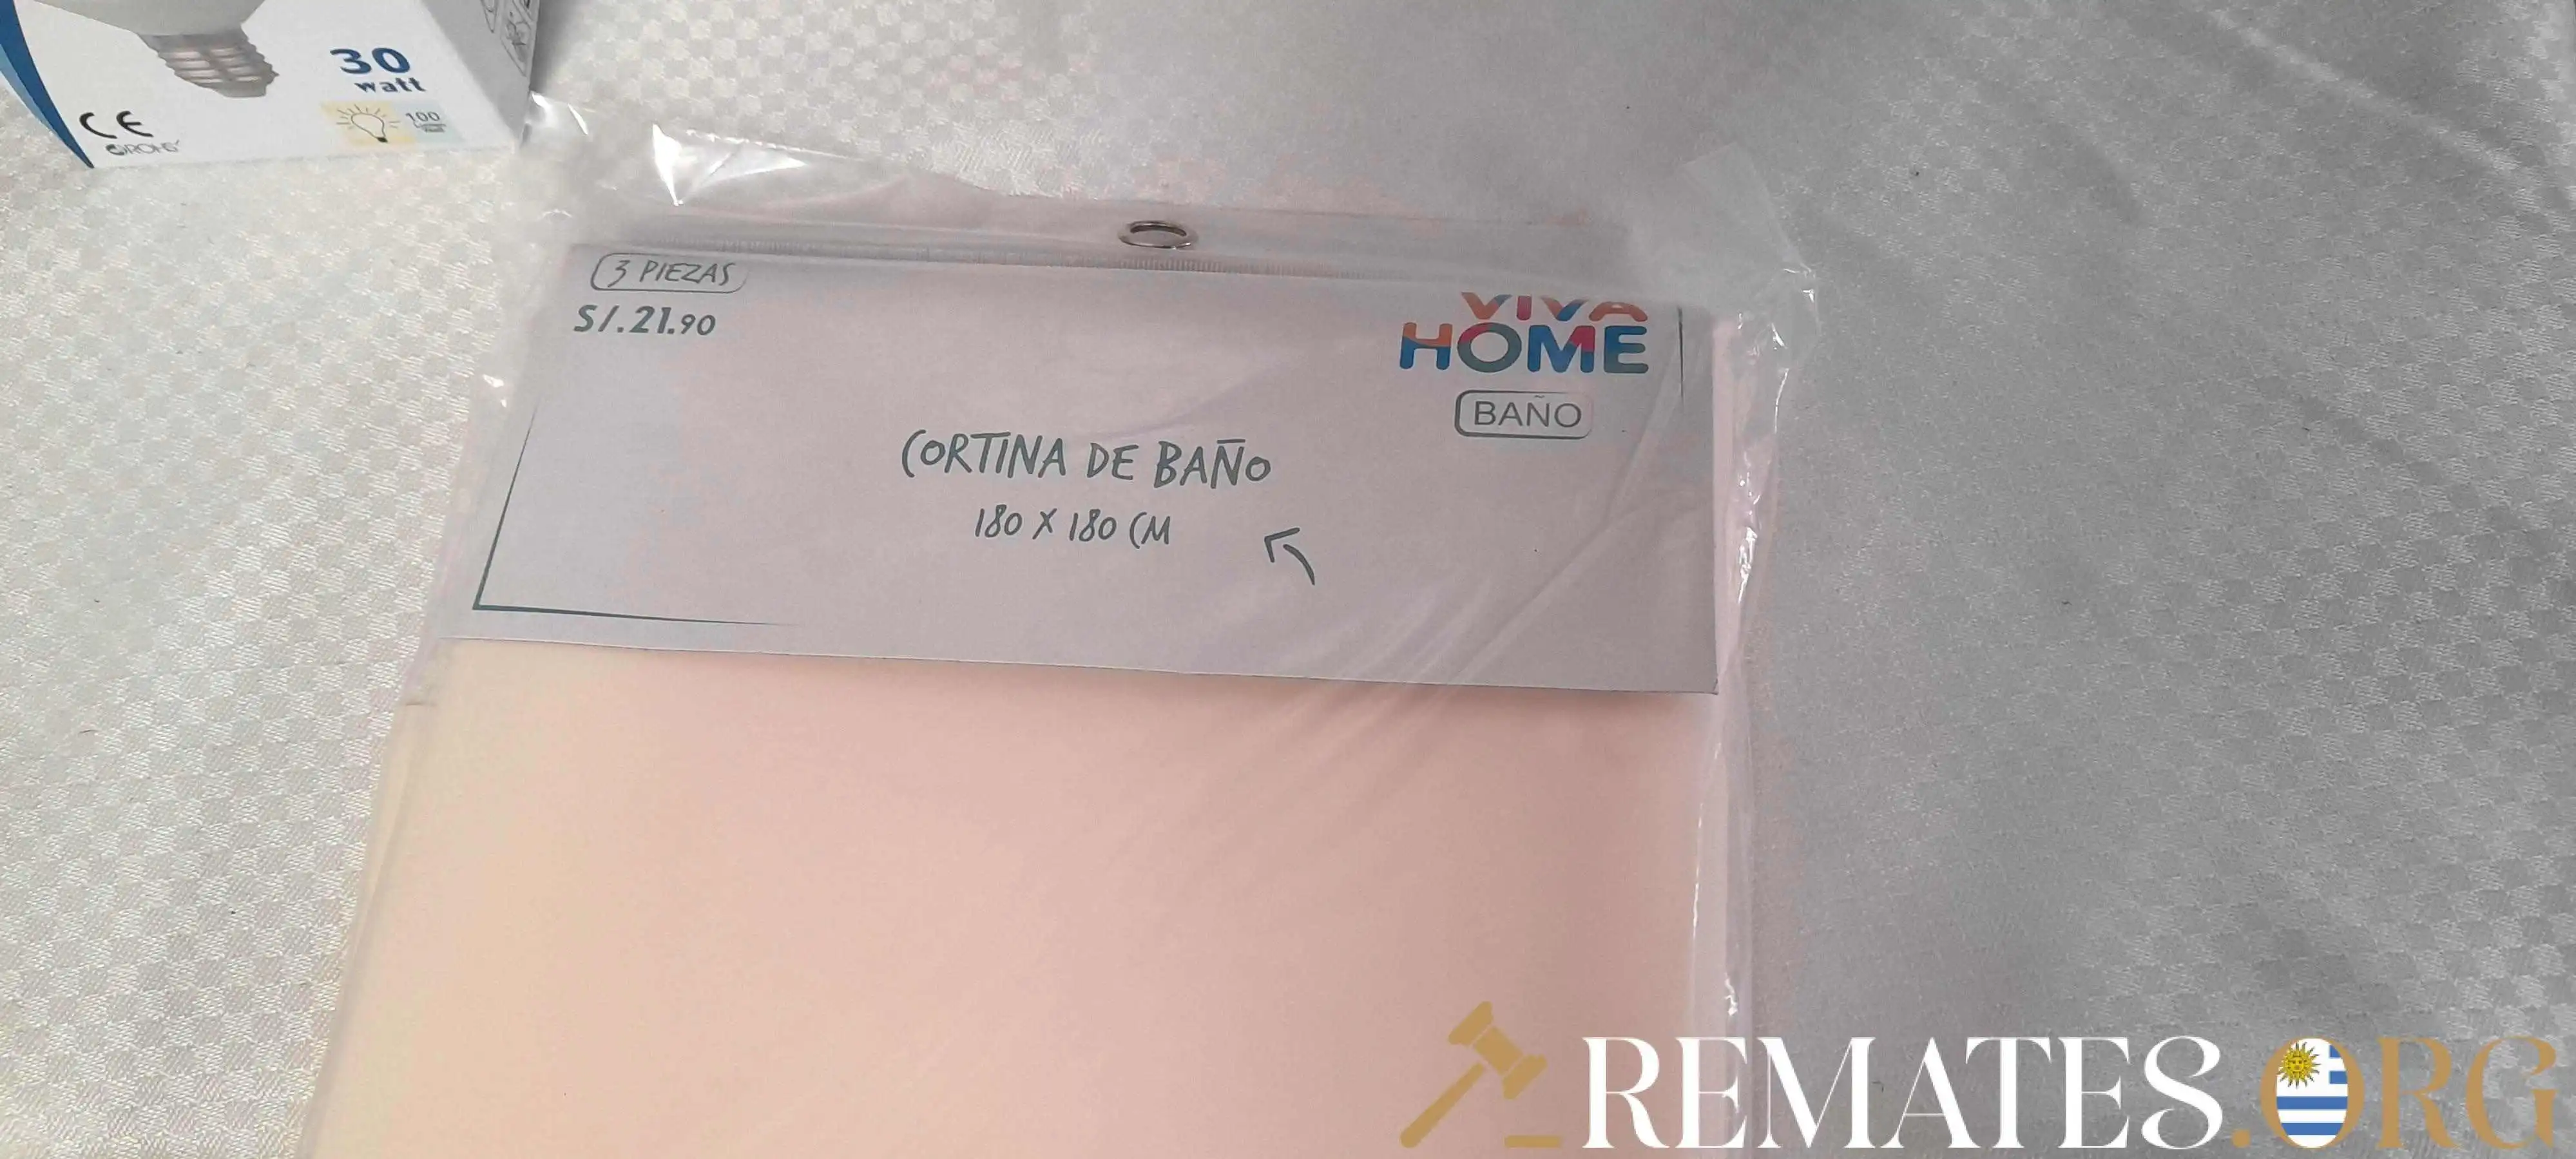 30
watt
CE
ROHS
100
3 PIEZAS
S/.21.90
VIVA
HOME
BAÑO
CORTINA DE BAÑO
180 X 180 CM
REMATES.ORG